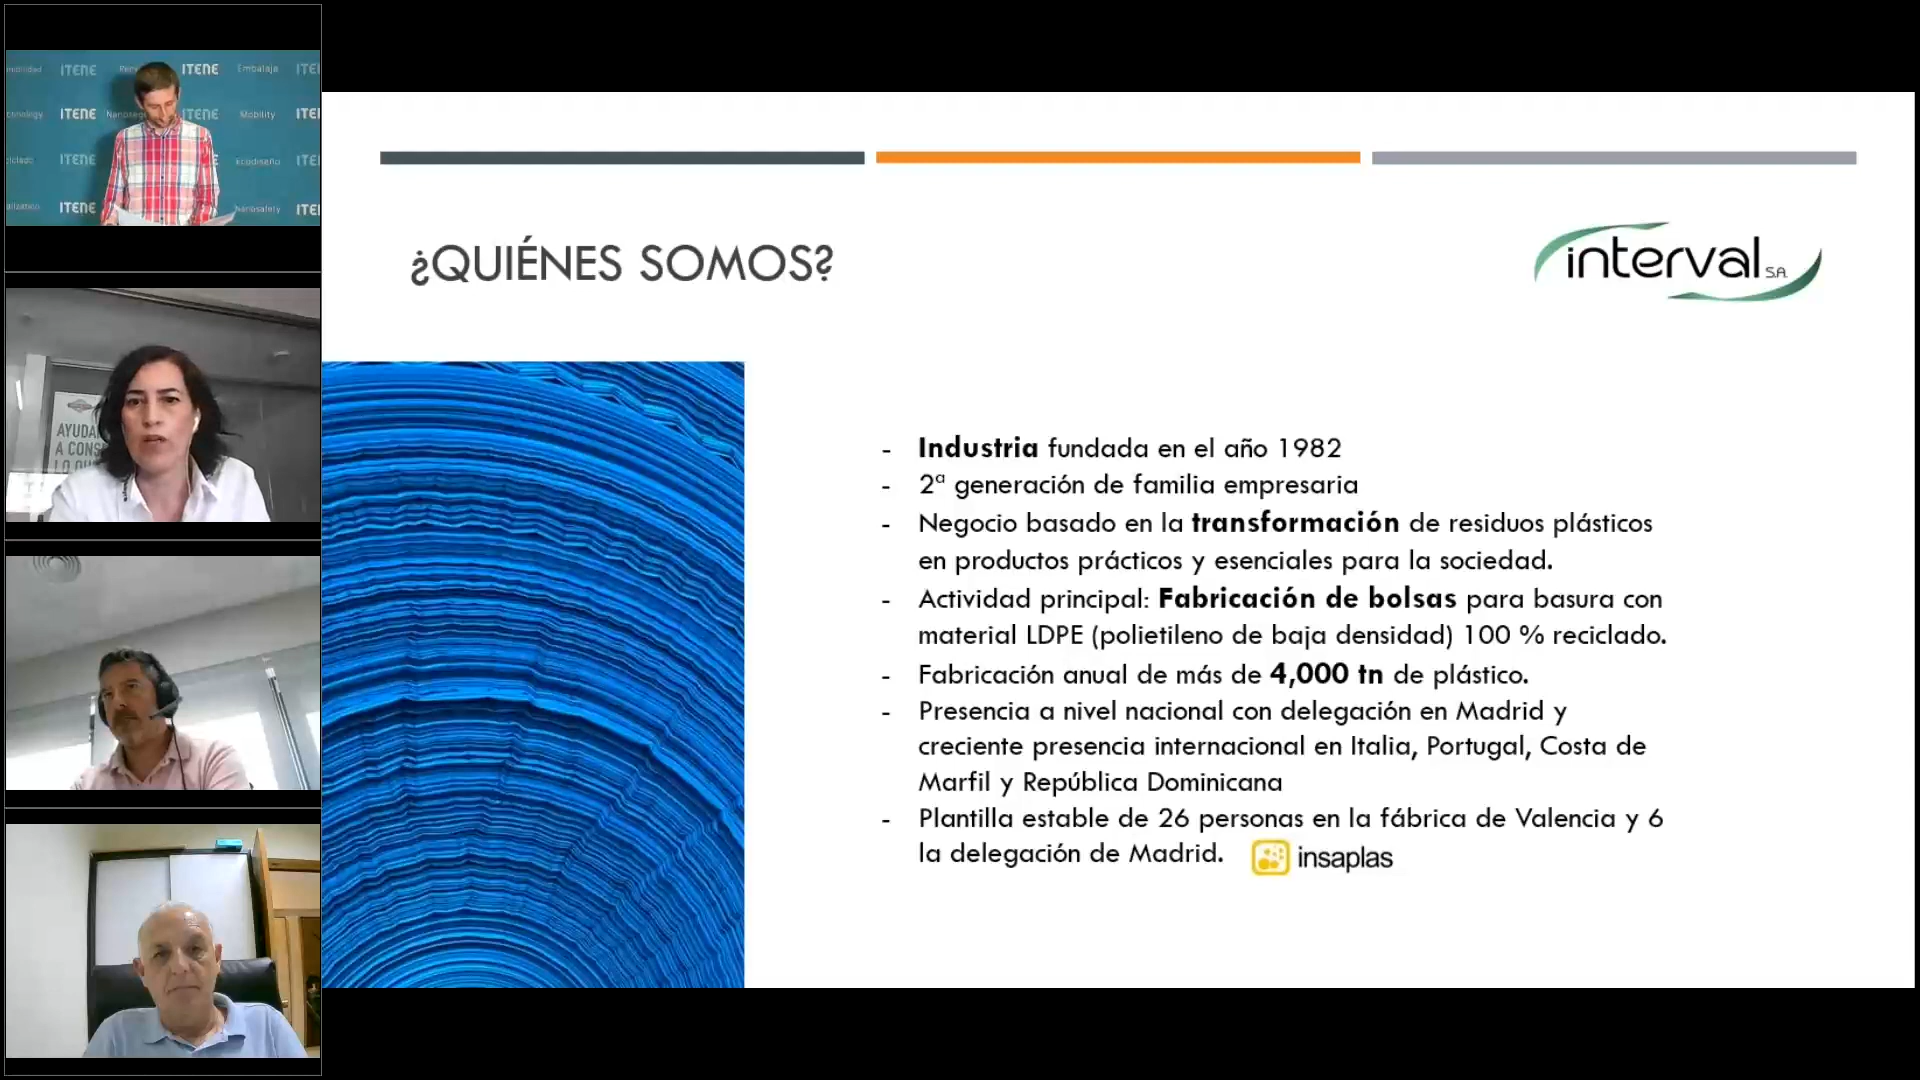 ITENE
ITENE
Embalaje
ITENE
Mobility
ITENE
ITENE
Ecodiseño
ITENE
Nanosafety
AYUDA
A CONS
LO QU
¿QUIÉNES SOMOS?
interval S.A.
- Industria fundada en el año 1982
- 2ª generación de familia empresaria
- Negocio basado en la transformación de residuos plásticos
en productos prácticos y esenciales para la sociedad.
- Actividad principal: Fabricación de bolsas para basura con
material LDPE (polietileno de baja densidad) 100 % reciclado.
- Fabricación anual de más de 4,000 tn de plástico.
- Presencia a nivel nacional con delegación en Madrid y
creciente presencia internacional en Italia, Portugal, Costa de
Marfil y República Dominicana
- Plantilla estable de 26 personas en la fábrica de Valencia y 6
la delegación de Madrid.
insaplas